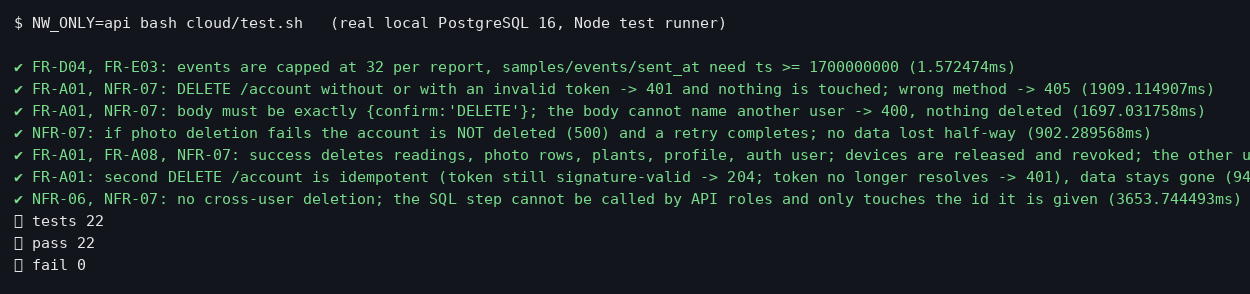 $ NW_ONLY=api bash cloud/test.sh   (real local PostgreSQL 16, Node test runner)
✔ FR-D04, FR-E03: events are capped at 32 per report, samples/events/sent_at need ts >= 1700000000 (1.572474ms)
✔ FR-A01, NFR-07: DELETE /account without or with an invalid token -> 401 and nothing is touched; wrong method -> 405 (1909.114907ms)
✔ FR-A01, NFR-07: body must be exactly {confirm:'DELETE'}; the body cannot name another user -> 400, nothing deleted (1697.031758ms)
✔ NFR-07: if photo deletion fails the account is NOT deleted (500) and a retry completes; no data lost half-way (902.289568ms)
✔ FR-A01, FR-A08, NFR-07: success deletes readings, photo rows, plants, profile, auth user; devices are released and revoked; the other u
✔ FR-A01: second DELETE /account is idempotent (token still signature-valid -> 204; token no longer resolves -> 401), data stays gone (94
✔ NFR-06, NFR-07: no cross-user deletion; the SQL step cannot be called by API roles and only touches the id it is given (3653.744493ms)
tests 22
pass 22
fail 0